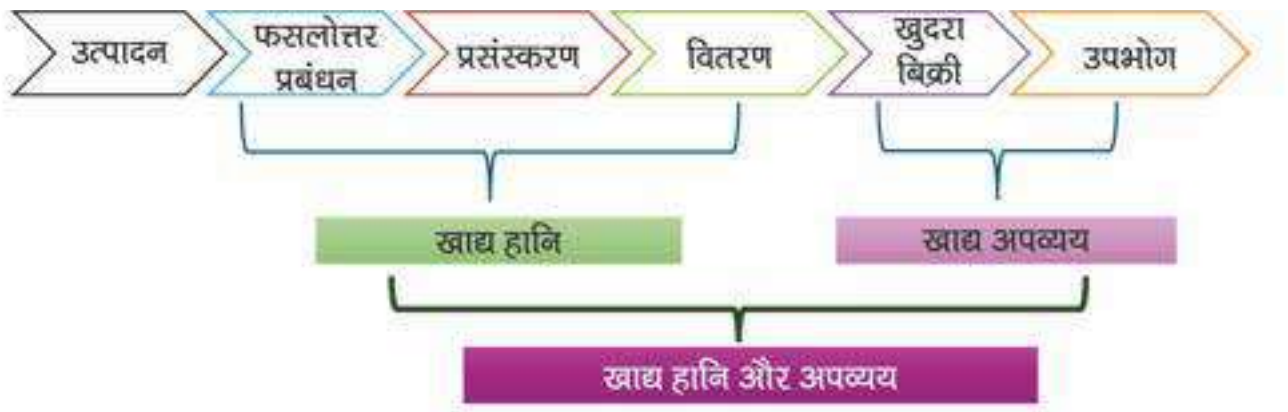 उत्पादन
फसलोत्तर
प्रबंधन
प्रसंस्करण
वितरण
खुदरा
बिक्री
उपभोग
खाद्य हानि
खाद्य अपव्यय
खाद्य हानि और अपव्यय